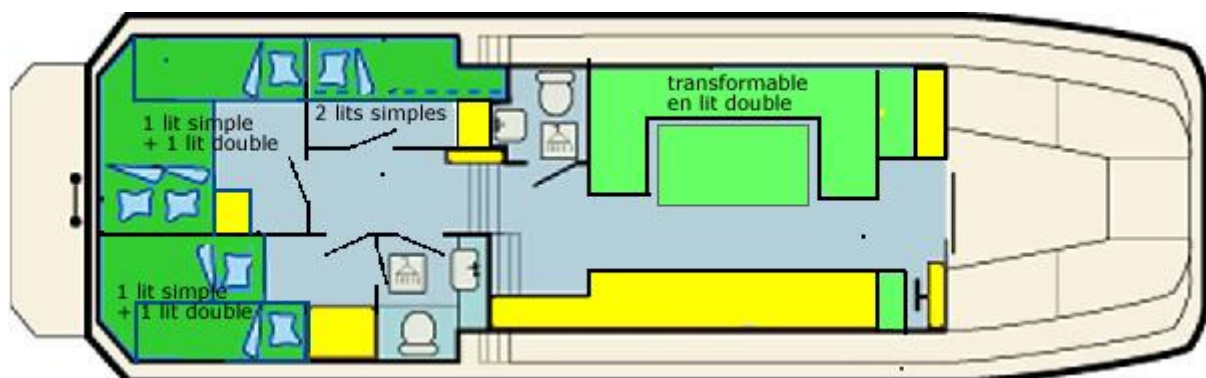 transformable
en lit double
2 lits simples
1 lit simple
+ 1 lit double
1 lit simple
+ 1 lit double